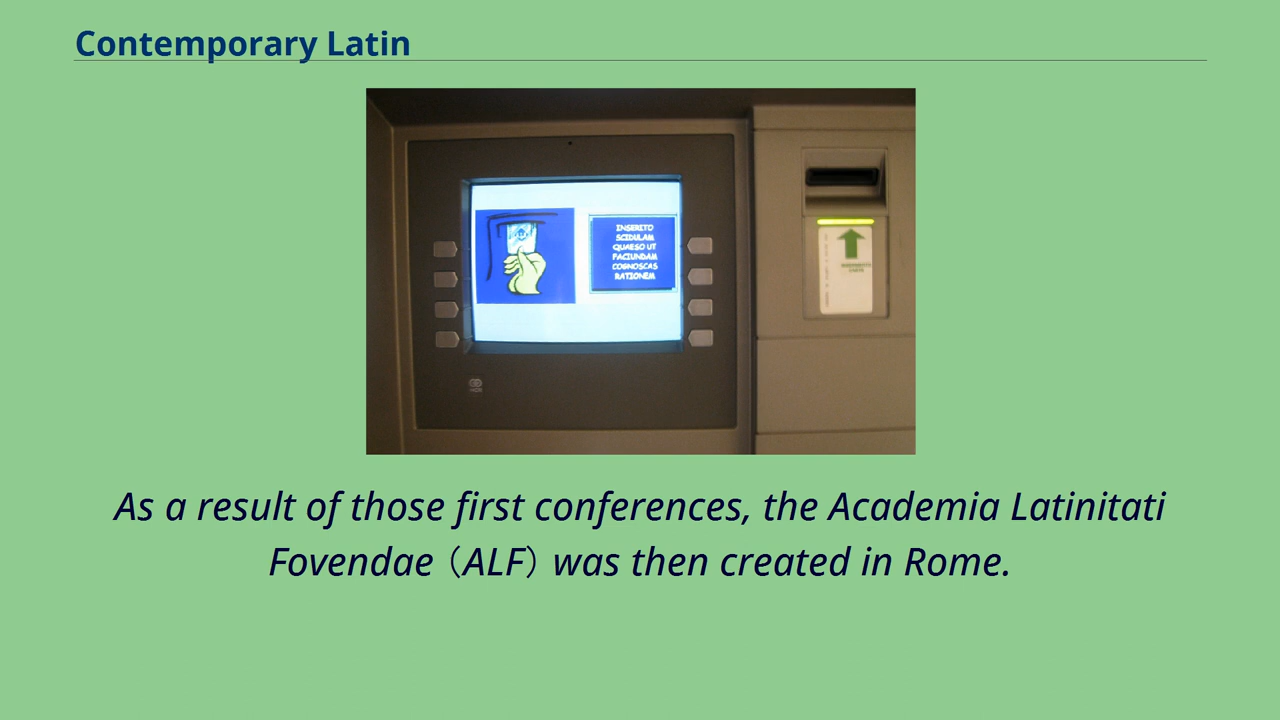 Contemporary Latin
INSERITO
SCIDULAM
QUAESO UT
FACIUNDAM
COGNOSCAS
RATIONEM
As a result of those first conferences, the Academia Latinitati
Fovendae（ALF）was then created in Rome.